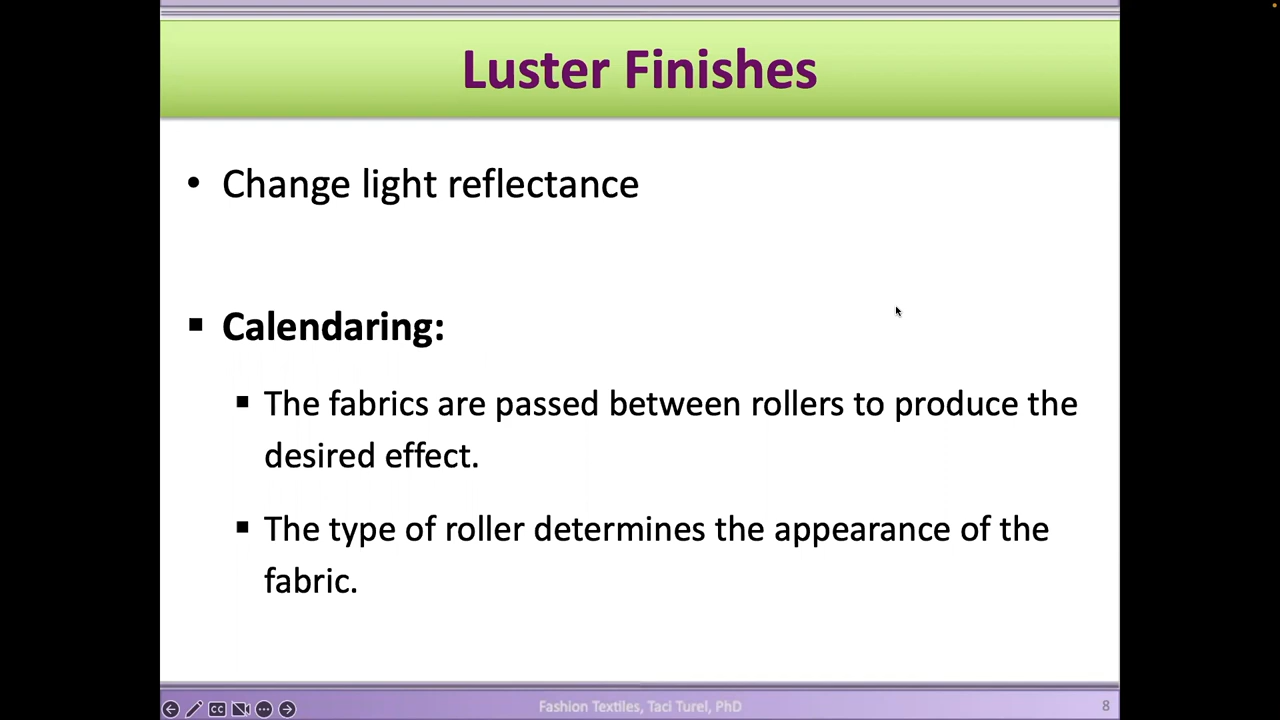 Luster Finishes
• Change light reflectance
▪ Calendaring:
▪ The fabrics are passed between rollers to produce the
desired effect.
▪ The type of roller determines the appearance of the
fabric.
CC
Fashion Textiles, Taci Turel, PhD
8